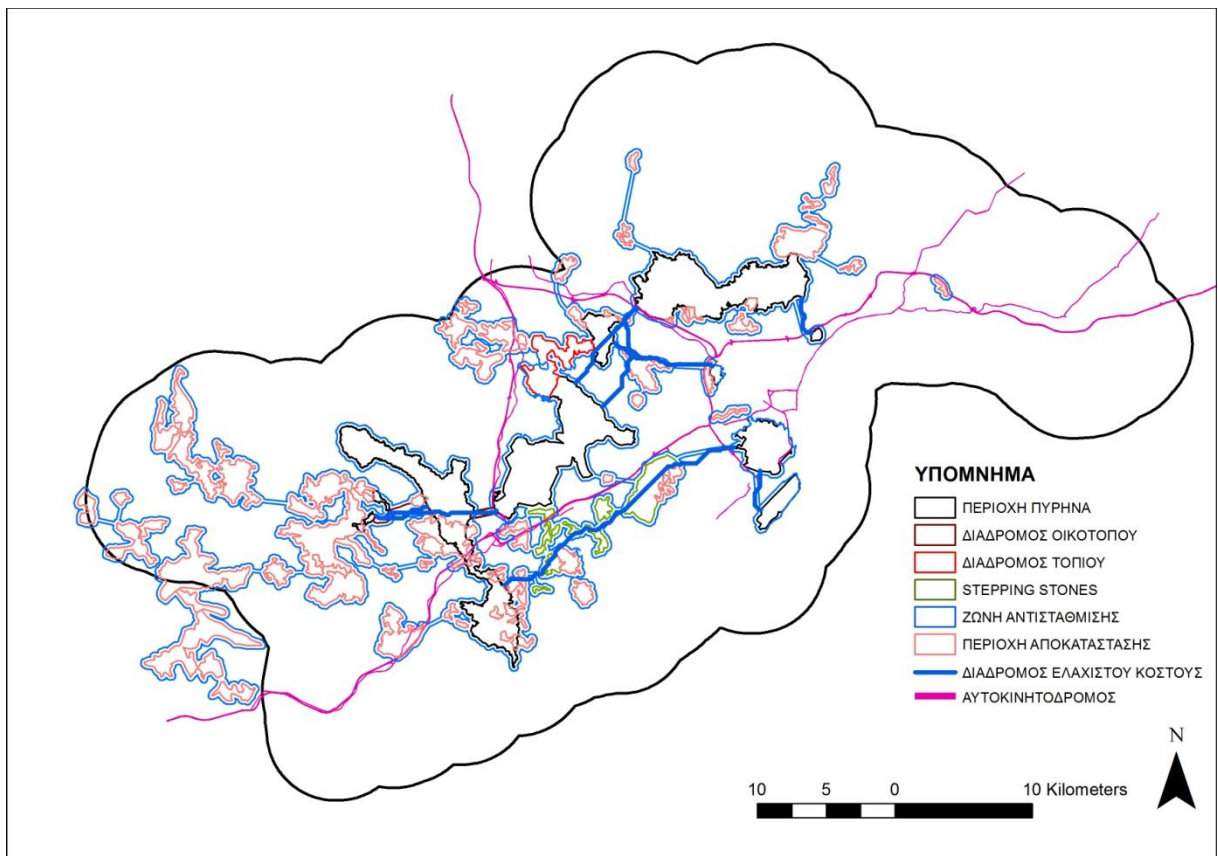 ΥΠΟΜΝΗΜΑ
ΠΕΡΙΟΧΗ ΠΥΡΗΝΑ
ΔΙΑΔΡΟΜΟΣ ΟΙΚΟΤΟΠΟΥ
ΔΙΑΔΡΟΜΟΣ ΤΟΠΙΟΥ
STEPPING STONES
ΖΩΝΗ ΑΝΤΙΣΤΑΘΜΙΣΗΣ
ΠΕΡΙΟΧΗ ΑΠΟΚΑΤΑΣΤΑΣΗΣ
ΔΙΑΔΡΟΜΟΣ ΕΛΑΧΙΣΤΟΥ ΚΟΣΤΟΥΣ
ΑΥΤΟΚΙΝΗΤΟΔΡΟΜΟΣ
N
10 5 0 10 Kilometers